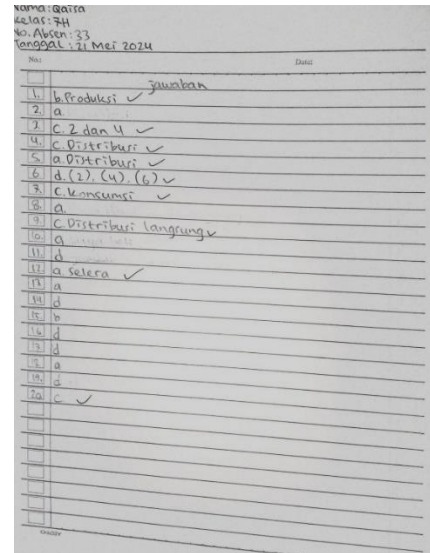 Nama: Qaisa
Kelas: 7H
No. Absen: 33
Tanggal: 21 Mei 2024
No.: Date:
jawaban
1. b. Produksi ✓
2. a
3. c. 2 dan 4 ✓
4. c. Distribusi ✓
5. a. Distribusi ✓
6. d. (2), (4), (6) ✓
7. c. konsumsi ✓
8. a.
9. c. Distribusi langsung ✓
10. a
11. d
12. a selera ✓
13. a
14. d
15. b
16. d
17. d
18. a
19. d
20. c ✓